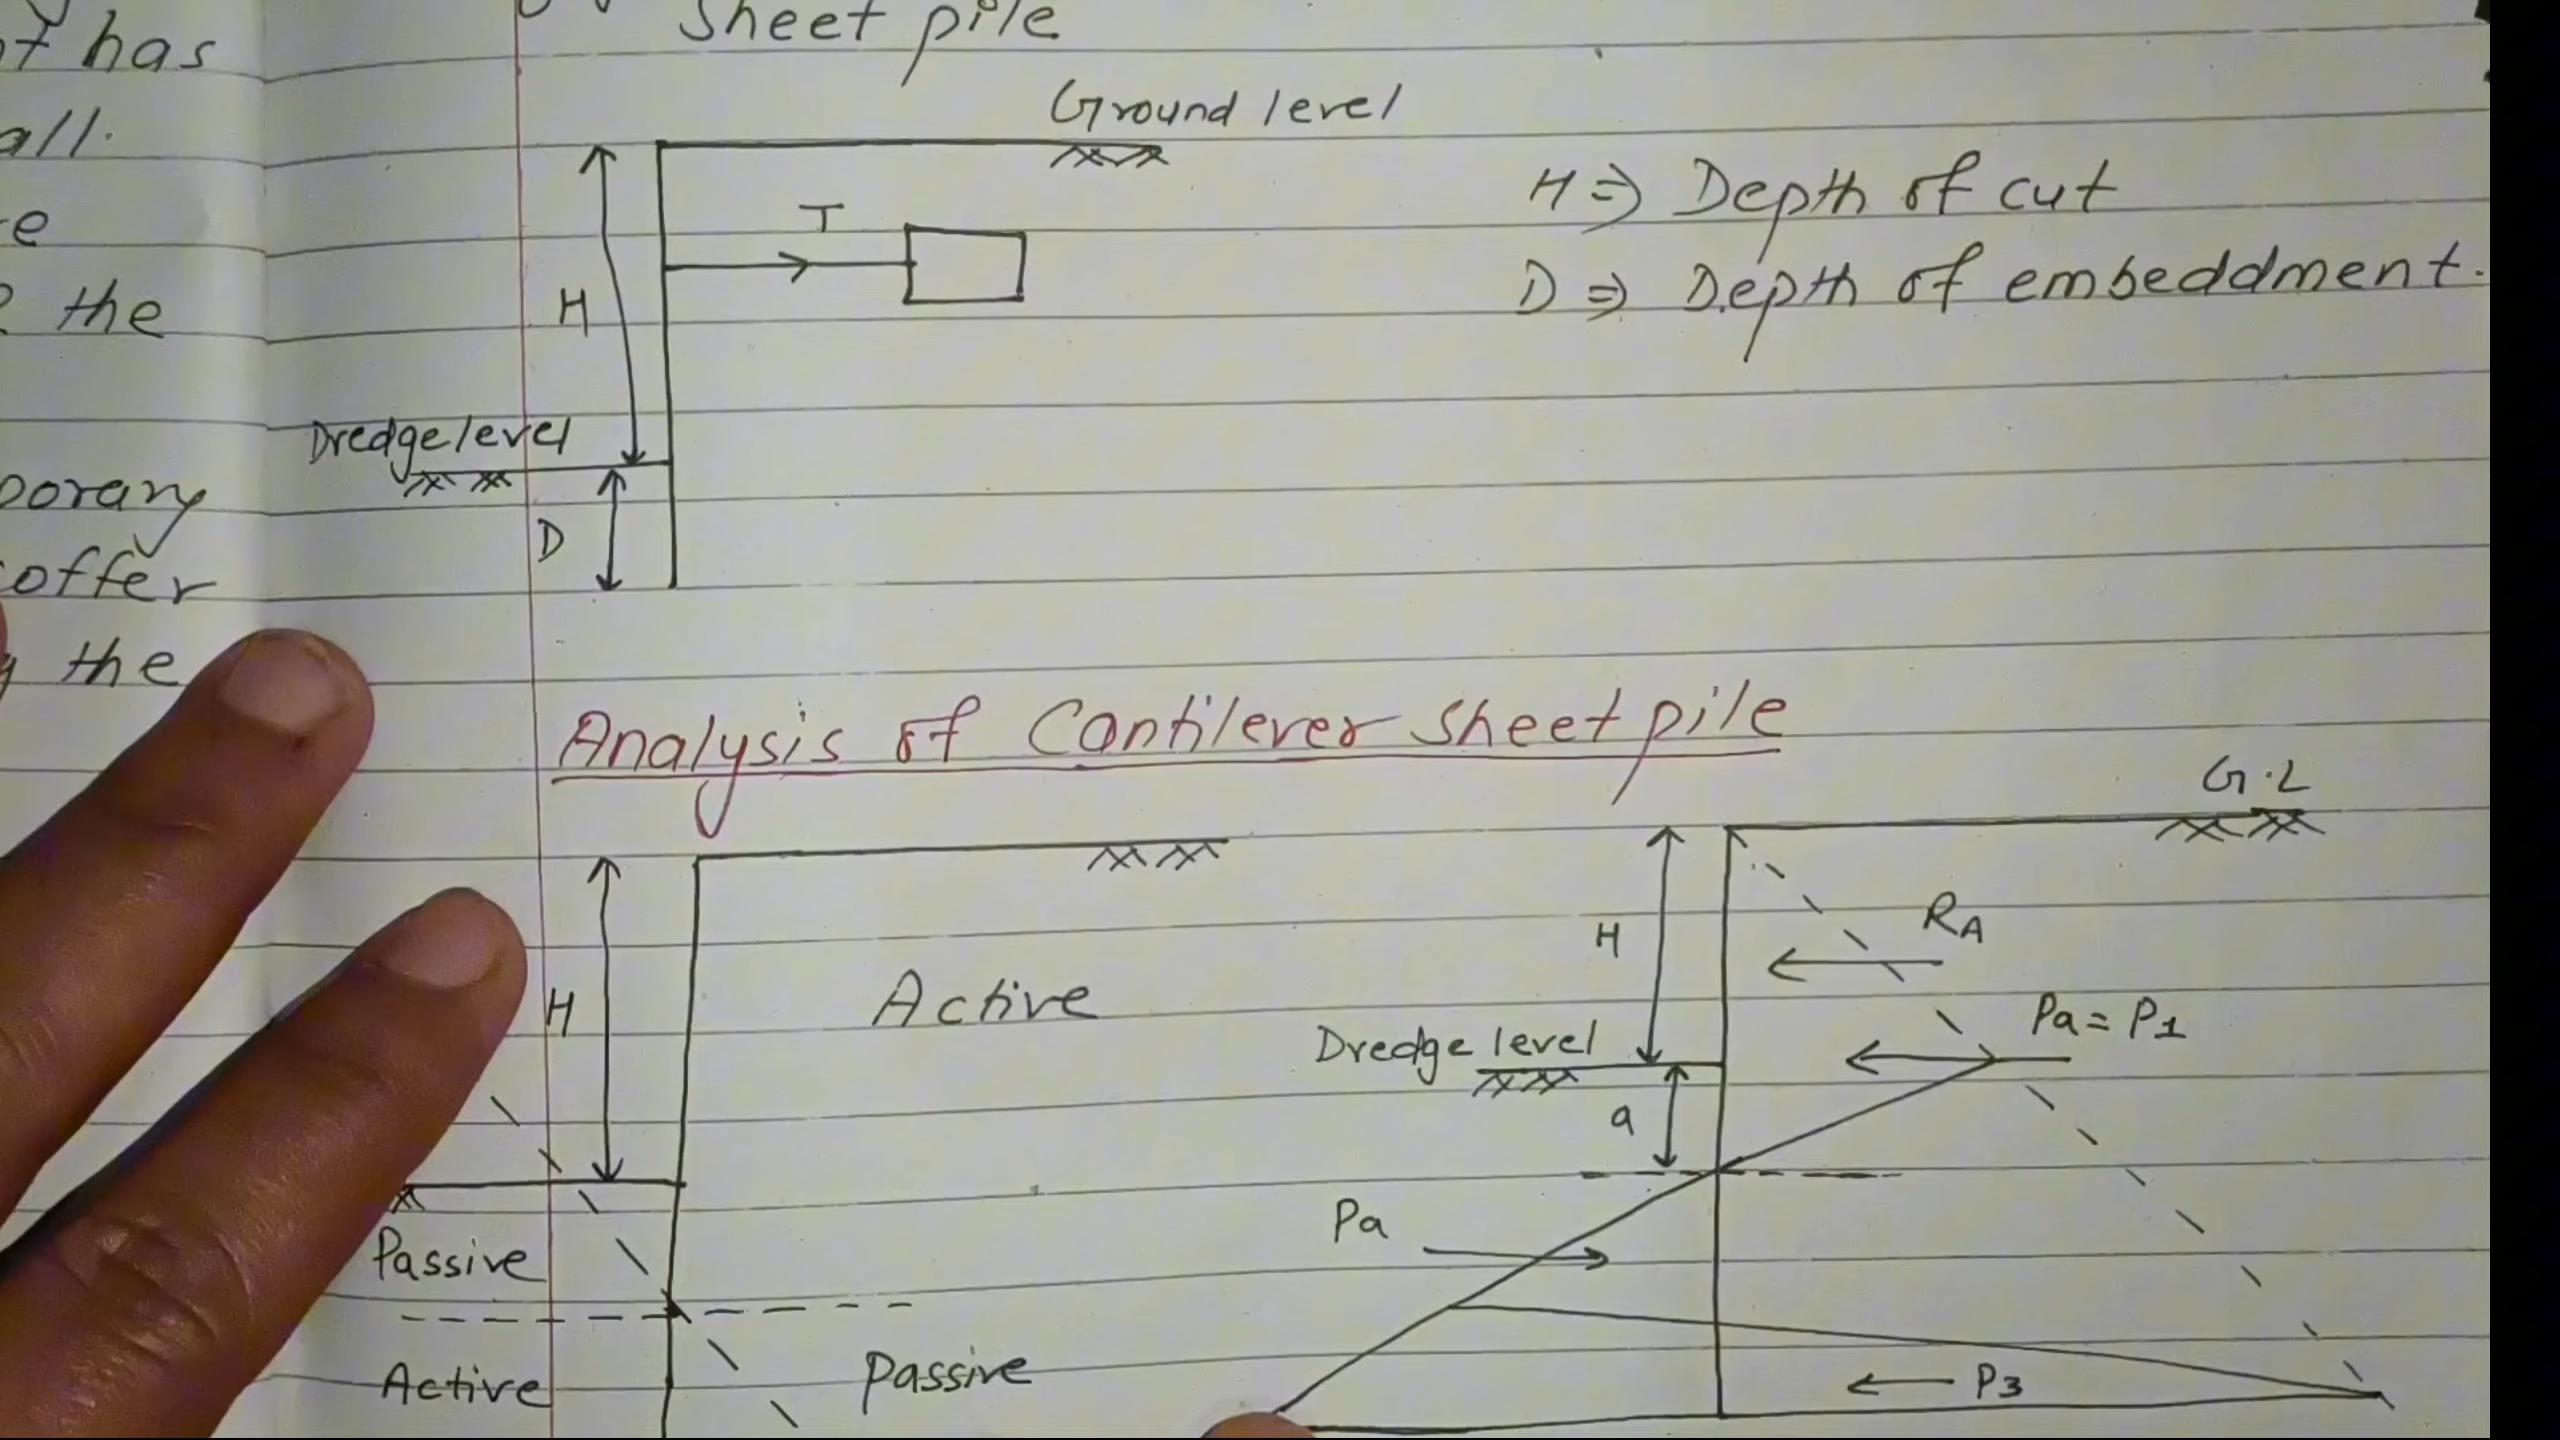 has
all.
the
porary
offer
the
Sheet pile
Ground level
H ⇒ Depth of cut
D ⇒ Depth of embeddment.
T
H
Dredge level
D
Analysis of Cantilever Sheet pile
H
Active
Passive
Active
Passive
G.L
H
RA
Dredge level
Pa = P1
a
Pa
P3